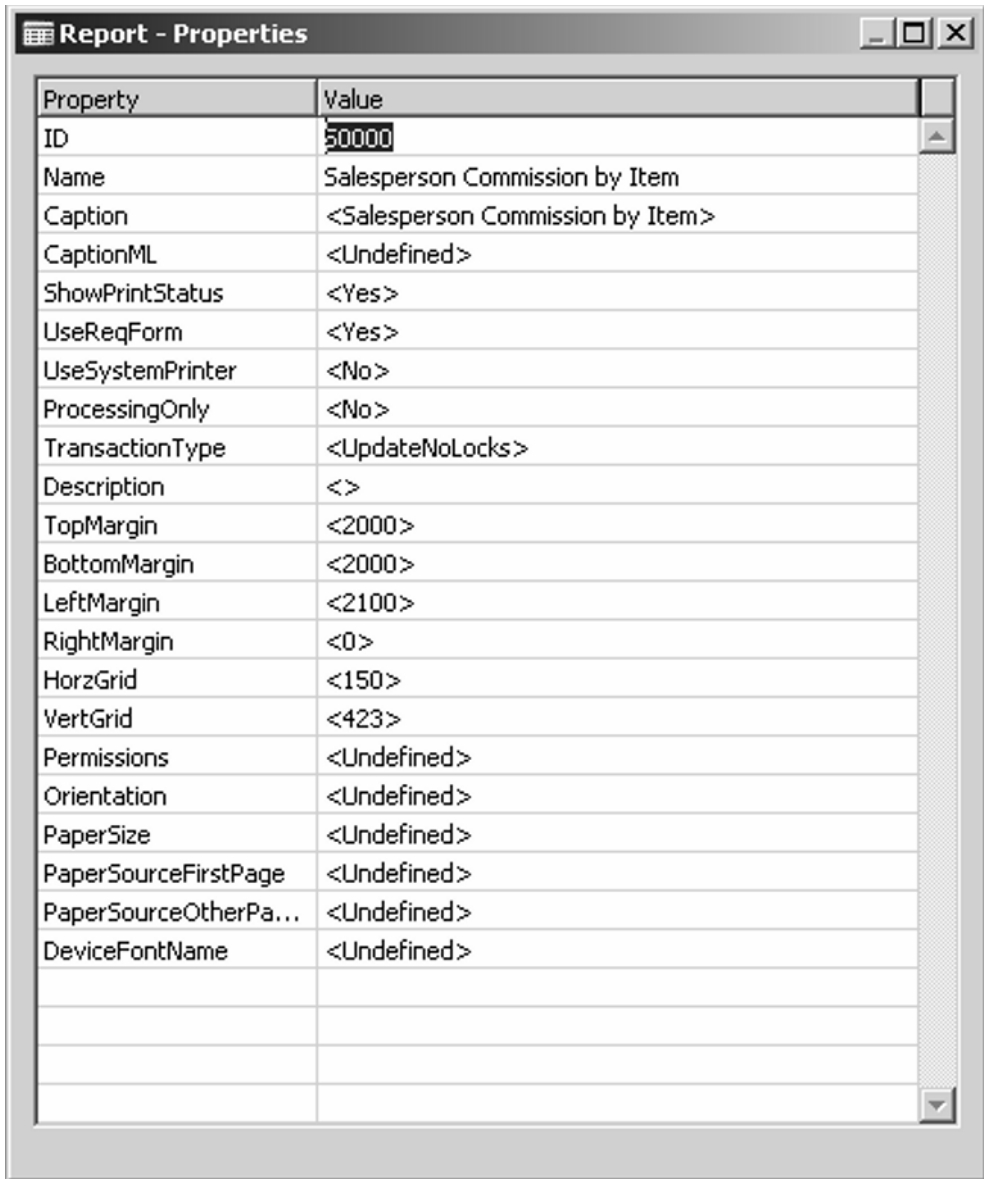 Report - Properties
Property Value
ID 50000
Name Salesperson Commission by Item
Caption <Salesperson Commission by Item>
CaptionML <Undefined>
ShowPrintStatus <Yes>
UseReqForm <Yes>
UseSystemPrinter <No>
ProcessingOnly <No>
TransactionType <UpdateNoLocks>
Description <>
TopMargin <2000>
BottomMargin <2000>
LeftMargin <2100>
RightMargin <0>
HorzGrid <150>
VertGrid <423>
Permissions <Undefined>
Orientation <Undefined>
PaperSize <Undefined>
PaperSourceFirstPage <Undefined>
PaperSourceOtherPa... <Undefined>
DeviceFontName <Undefined>